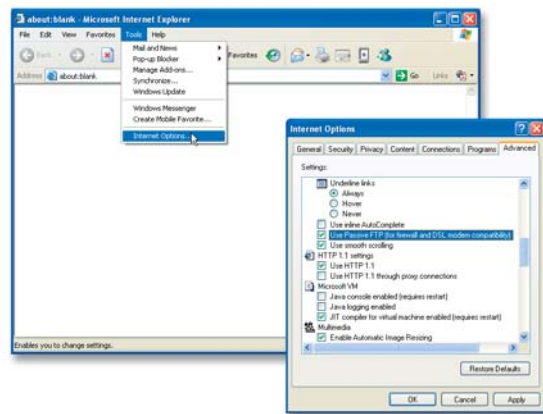 about:blank - Microsoft Internet Explorer
File Edit View Favorites Tools Help
Back Favorites
Address about:blank Go Links
Mail and News
Pop-up Blocker
Manage Add-ons...
Synchronize...
Windows Update
Windows Messenger
Create Mobile Favorite...
Internet Options...
Enables you to change settings.
Internet Options
General Security Privacy Content Connections Programs Advanced
Settings:
Underline links
Always
Hover
Never
Use inline AutoComplete
Use Passive FTP (for firewall and DSL modem compatibility)
Use smooth scrolling
HTTP 1.1 settings
Use HTTP 1.1
Use HTTP 1.1 through proxy connections
Microsoft VM
Java console enabled (requires restart)
Java logging enabled
JIT compiler for virtual machine enabled (requires restart)
Multimedia
Enable Automatic Image Resizing
Restore Defaults
OK Cancel Apply